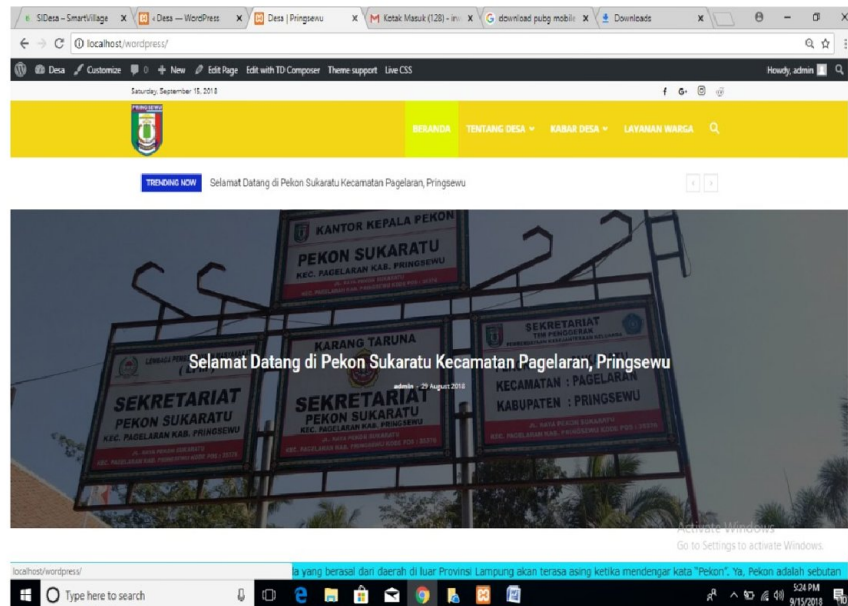 SIDesa – SmartVillage
‹ Desa — WordPress
Desa | Pringsewu
Kotak Masuk (128) - in
download pubg mobile
Downloads
localhost/wordpress/
Desa Customize 0 New Edit Page Edit with TD Composer Theme support Live CSS
Howdy, admin
Saturday, September 15, 2018
PRINGSEWU
BERANDA TENTANG DESA KABAR DESA LAYANAN WARGA
TRENDING NOW Selamat Datang di Pekon Sukaratu Kecamatan Pagelaran, Pringsewu
KANTOR KEPALA PEKON
PEKON SUKARATU
KEC. PAGELARAN KAB. PRINGSEWU
KARANG TARUNA
SEKRETARIAT
TIM PENGGERAK
Selamat Datang di Pekon Sukaratu Kecamatan Pagelaran, Pringsewu
admin - 29 August 2018
SEKRETARIAT
PEKON SUKARATU
KEC. PAGELARAN KAB. PRINGSEWU
SEKRETARIAT
PEKON SUKARATU
KEC. PAGELARAN KAB. PRINGSEWU
KECAMATAN : PAGELARAN
KABUPATEN : PRINGSEWU
Activate Windows
Go to Settings to activate Windows.
localhost/wordpress/
da yang berasal dari daerah di luar Provinsi Lampung akan terasa asing ketika mendengar kata "Pekon". Ya, Pekon adalah sebutan
Type here to search
5:24 PM
9/15/2018